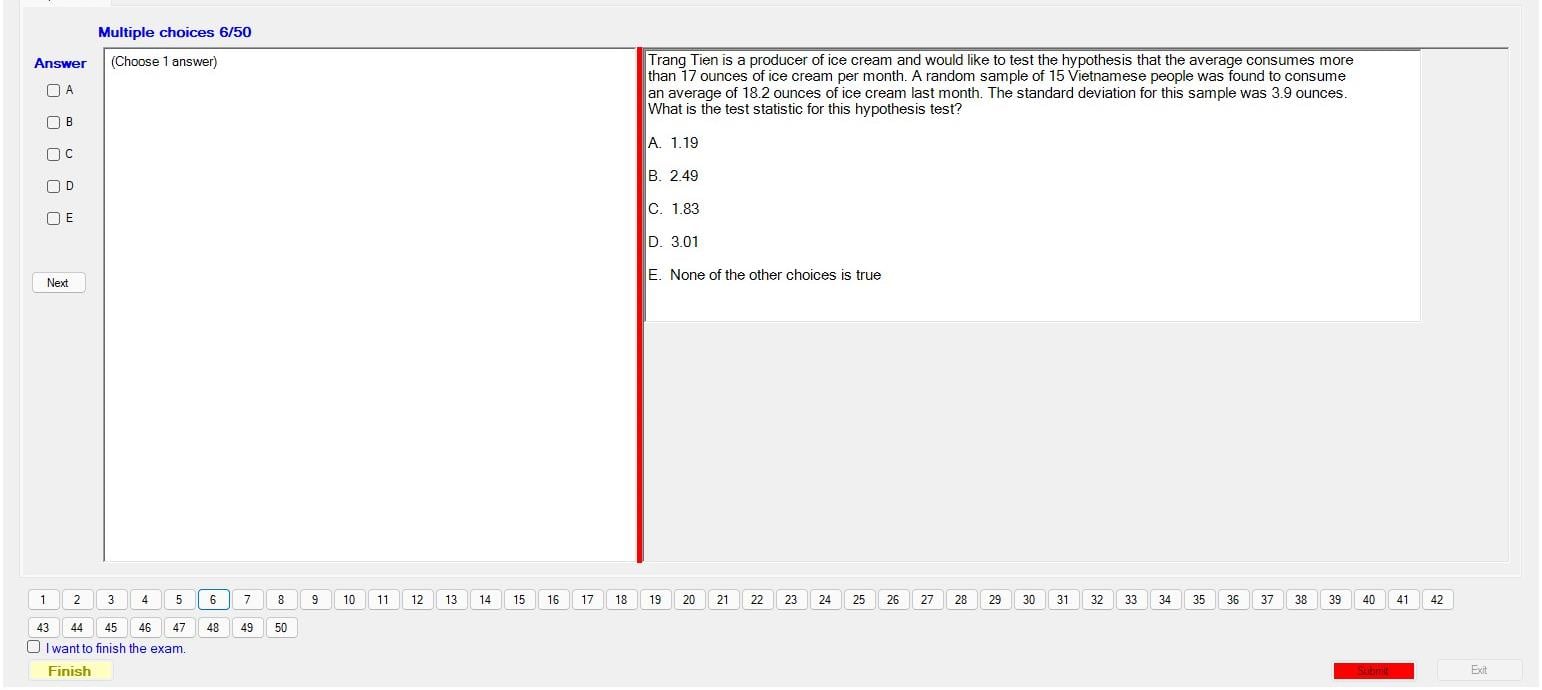 Multiple choices 6/50
Answer
(Choose 1 answer)
A
B
C
D
E
Next
Trang Tien is a producer of ice cream and would like to test the hypothesis that the average consumes more
than 17 ounces of ice cream per month. A random sample of 15 Vietnamese people was found to consume
an average of 18.2 ounces of ice cream last month. The standard deviation for this sample was 3.9 ounces.
What is the test statistic for this hypothesis test?
A. 1.19
B. 2.49
C. 1.83
D. 3.01
E. None of the other choices is true
1 2 3 4 5 6 7 8 9 10 11 12 13 14 15 16 17 18 19 20 21 22 23 24 25 26 27 28 29 30 31 32 33 34 35 36 37 38 39 40 41 42
43 44 45 46 47 48 49 50
I want to finish the exam.
Finish Submit Exit